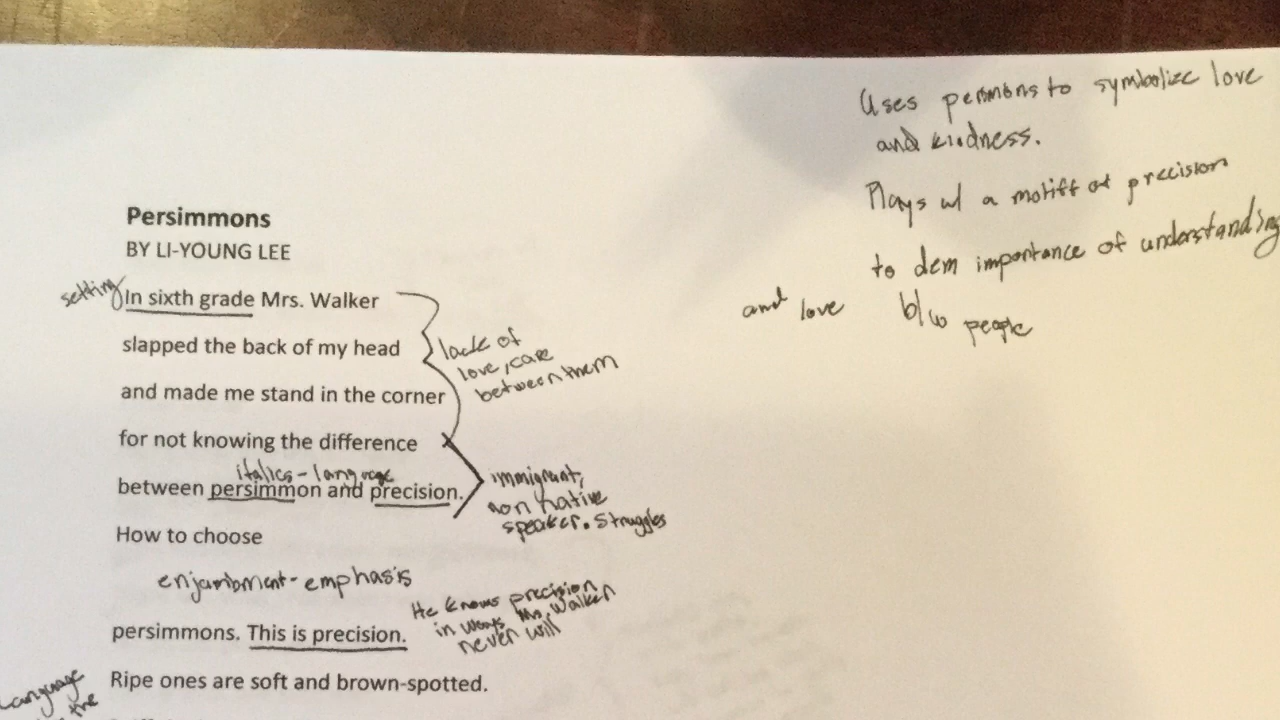 Uses permons to symbolize love
and kindness.
Plays w/ a motiff of precision
to dem importance of understanding
and love b/w people
Persimmons
BY LI-YOUNG LEE
setting
In sixth grade Mrs. Walker
slapped the back of my head
lack of
love, care
between them
and made me stand in the corner
for not knowing the difference
italics - language
between persimmon and precision.
immigrant,
non native
speaker. Struggles
How to choose
enjambment - emphasis
He knows precision
in ways Ms. Walker
never will
persimmons. This is precision.
Ripe ones are soft and brown-spotted.
Language
the